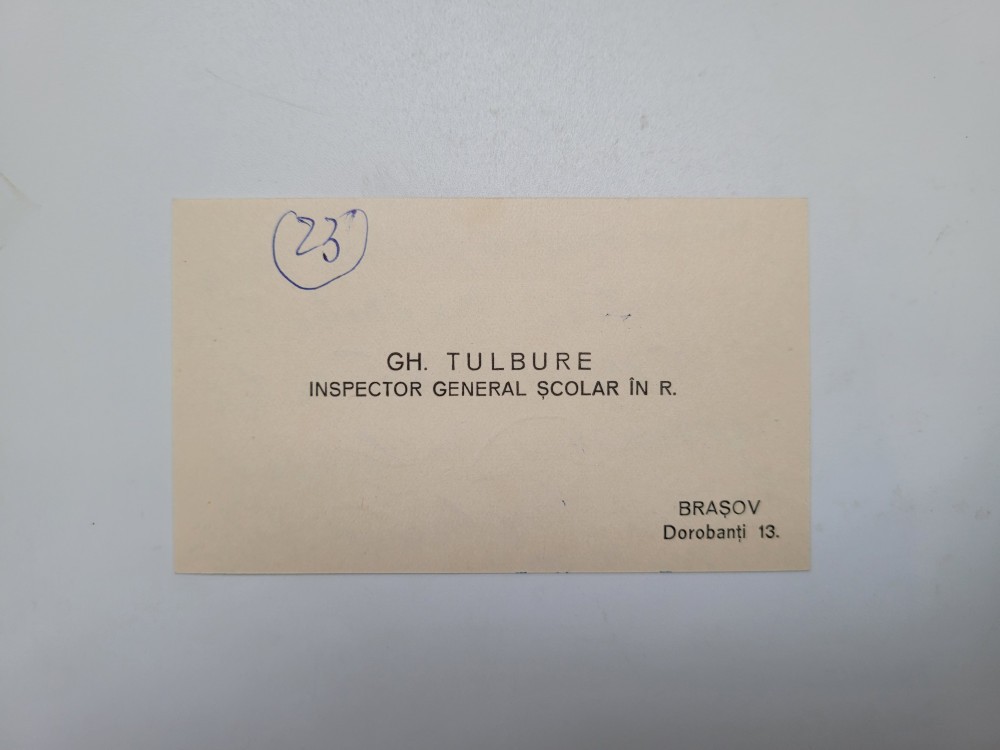 23
GH. TULBURE
INSPECTOR GENERAL ȘCOLAR ÎN R.
BRAȘOV
Dorobanți 13.